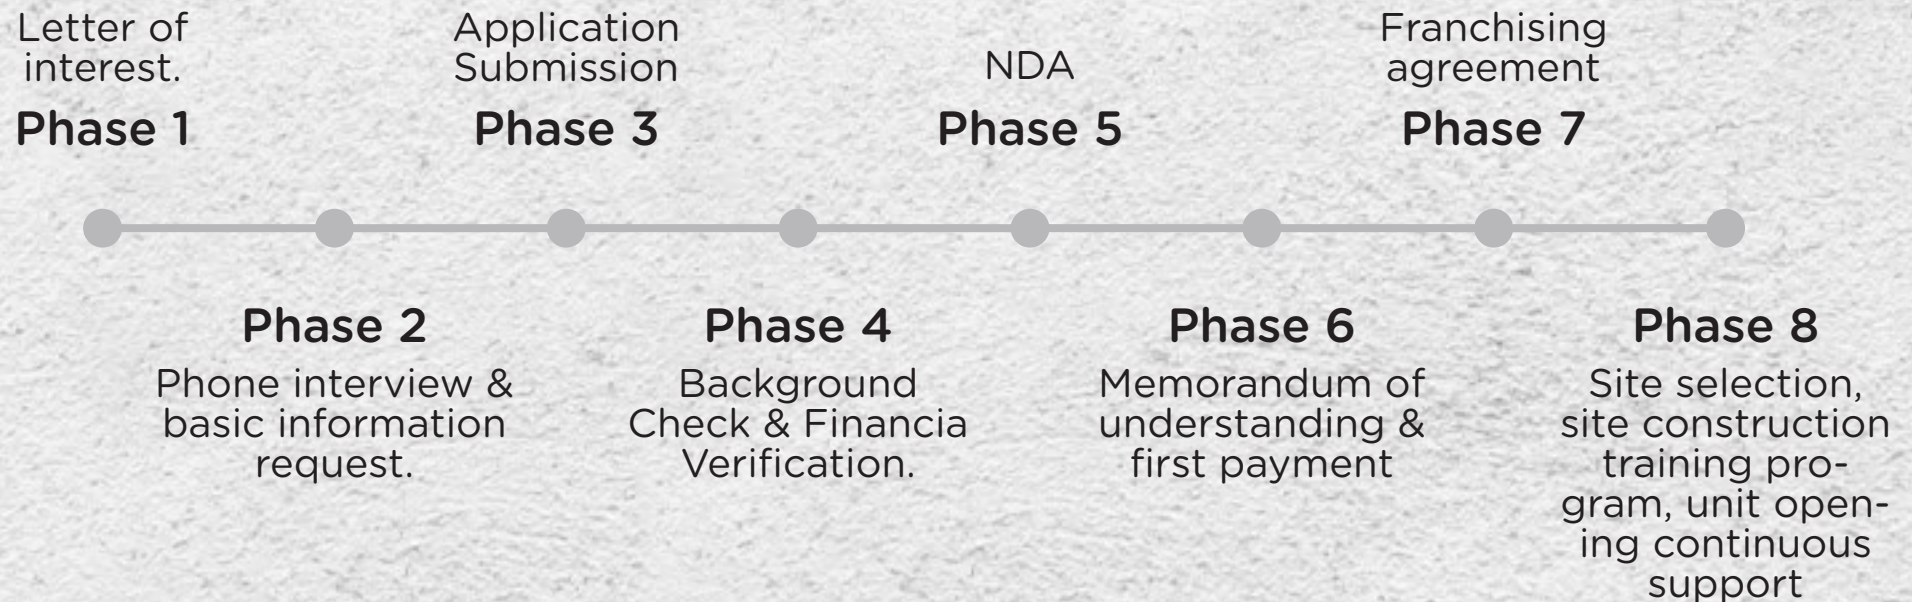 Letter of
interest.
Phase 1
Phase 2
Phone interview &
basic information
request.
Application
Submission
Phase 3
Phase 4
Background
Check & Financia
Verification.
NDA
Phase 5
Phase 6
Memorandum of
understanding &
first payment
Franchising
agreement
Phase 7
Phase 8
Site selection,
site construction
training pro-
gram, unit open-
ing continuous
support